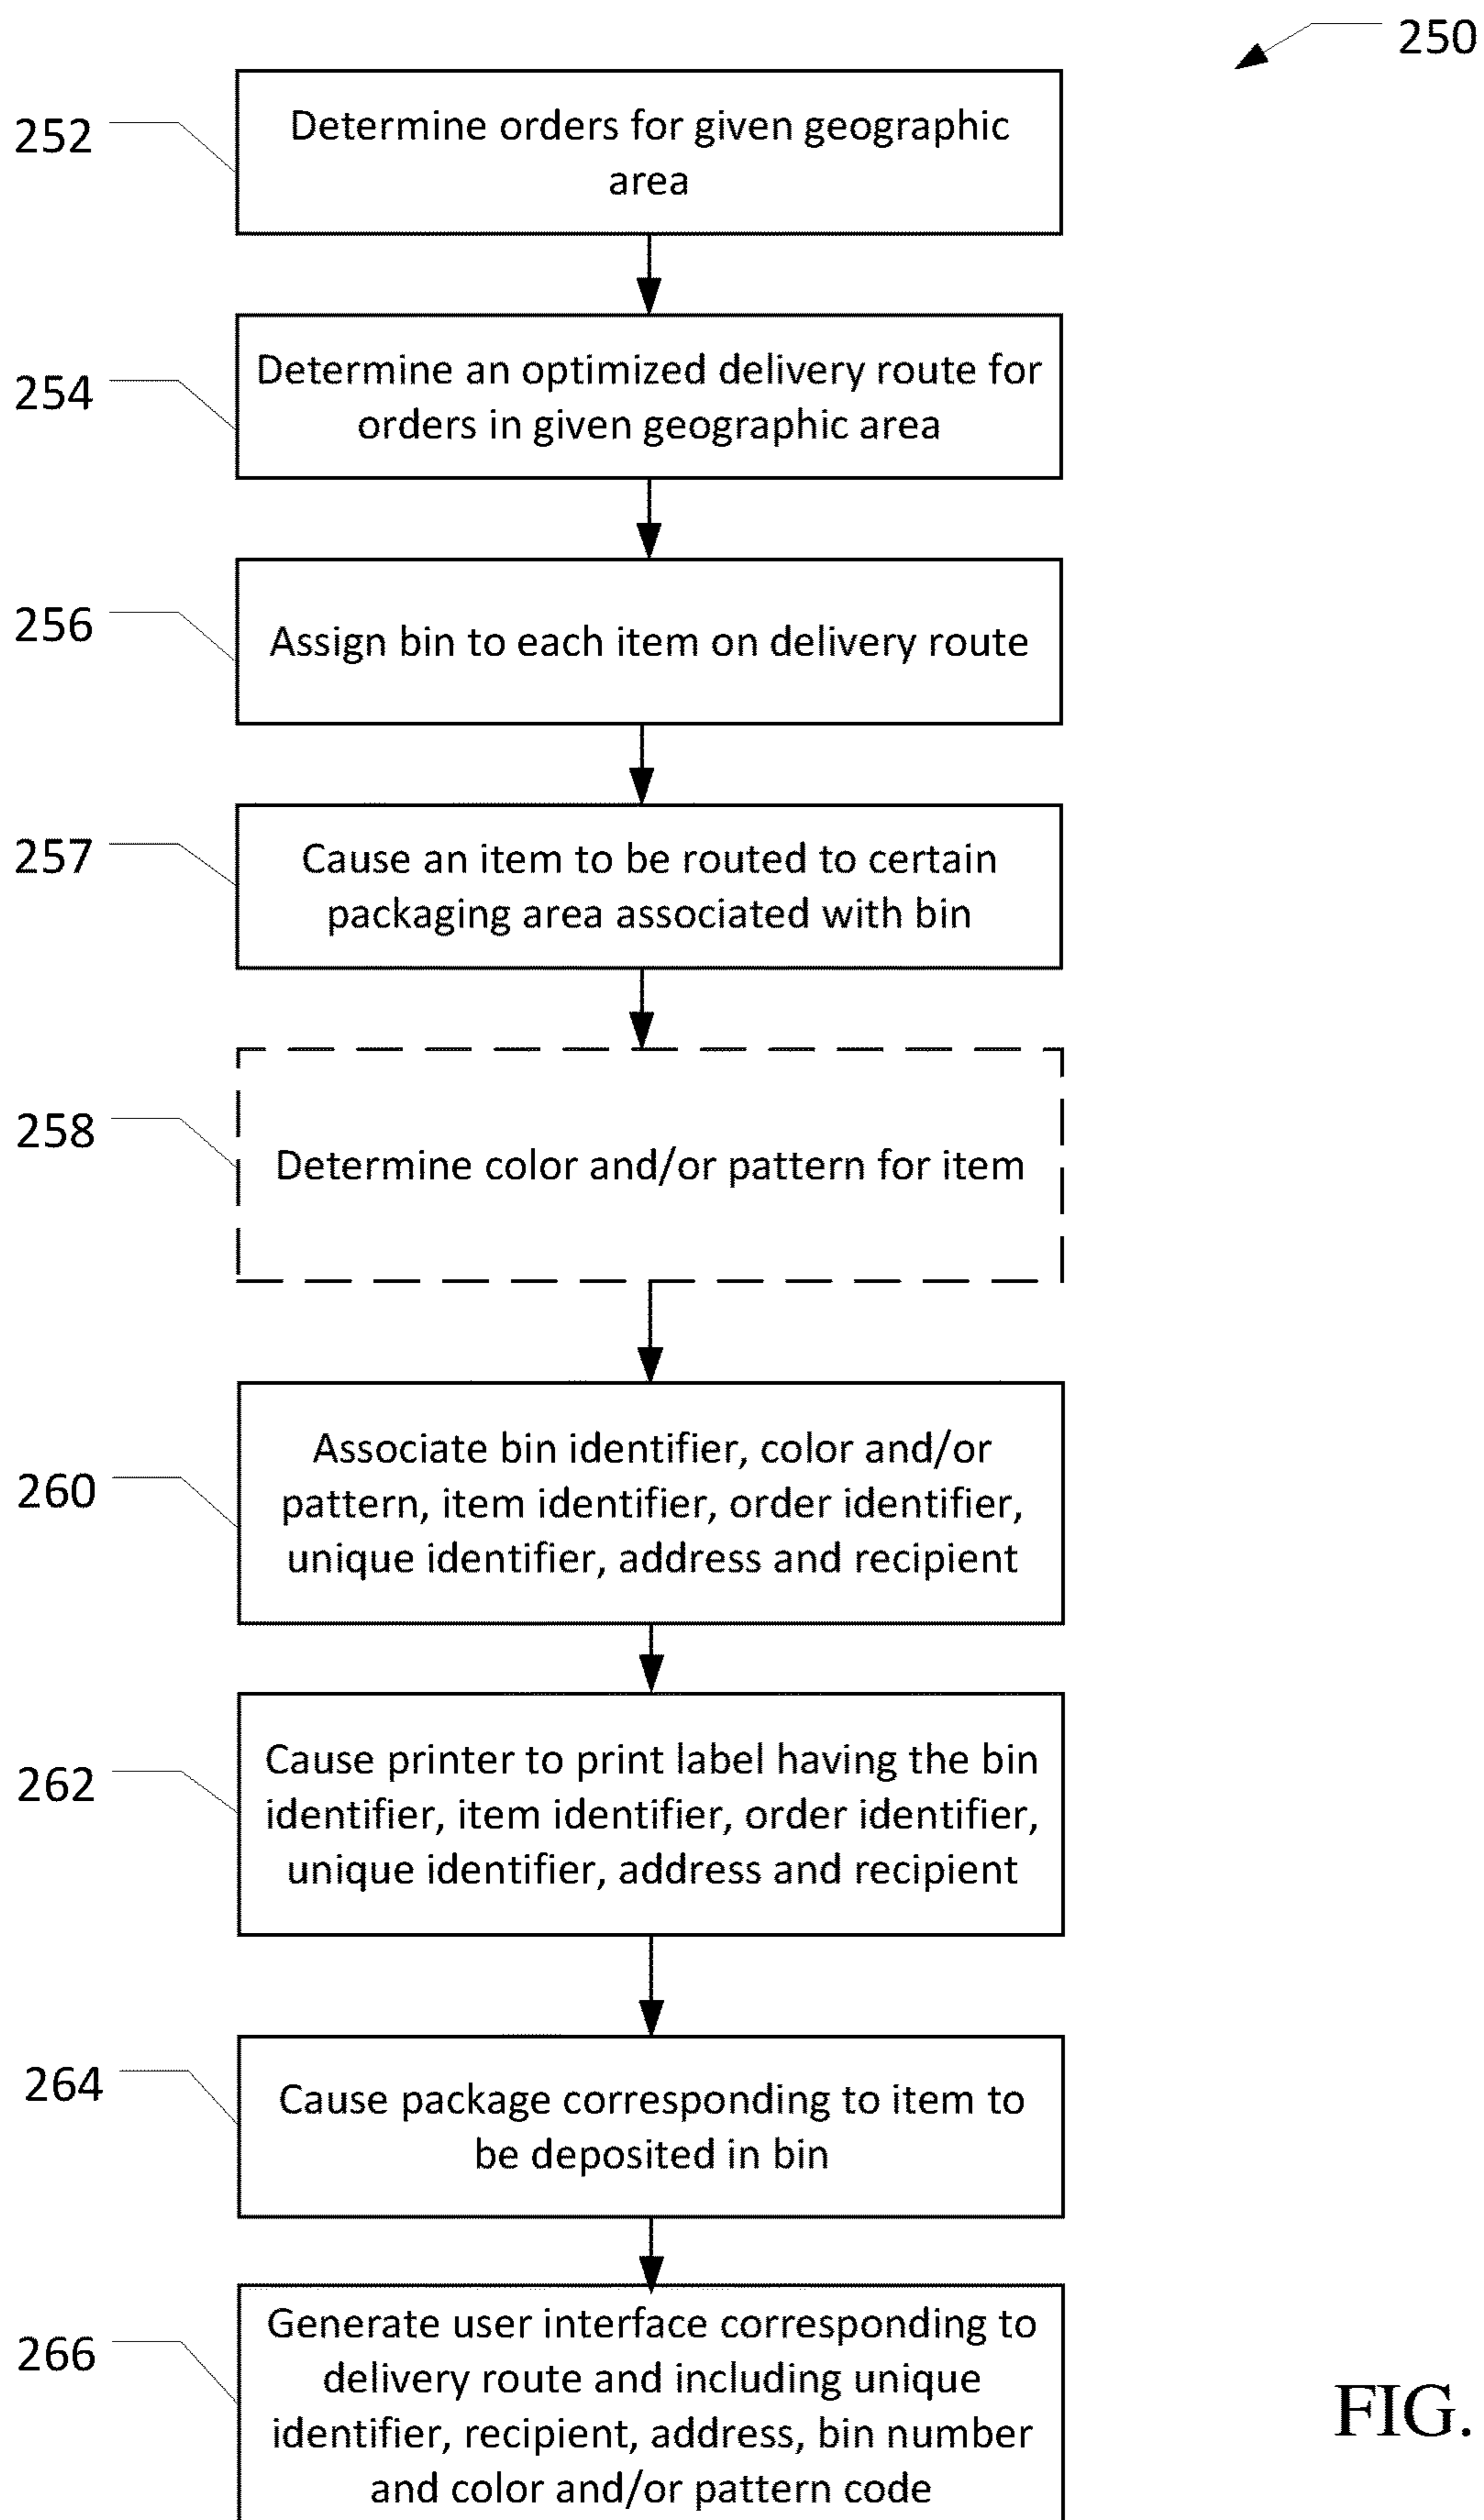 250
252
Determine orders for given geographic
area
254
Determine an optimized delivery route for
orders in given geographic area
256
Assign bin to each item on delivery route
257
Cause an item to be routed to certain
packaging area associated with bin
258
Determine color and/or pattern for item
260
Associate bin identifier, color and/or
pattern, item identifier, order identifier,
unique identifier, address and recipient
262
Cause printer to print label having the bin
identifier, item identifier, order identifier,
unique identifier, address and recipient
264
Cause package corresponding to item to
be deposited in bin
266
Generate user interface corresponding to
delivery route and including unique
identifier, recipient, address, bin number
and color and/or pattern code
FIG.